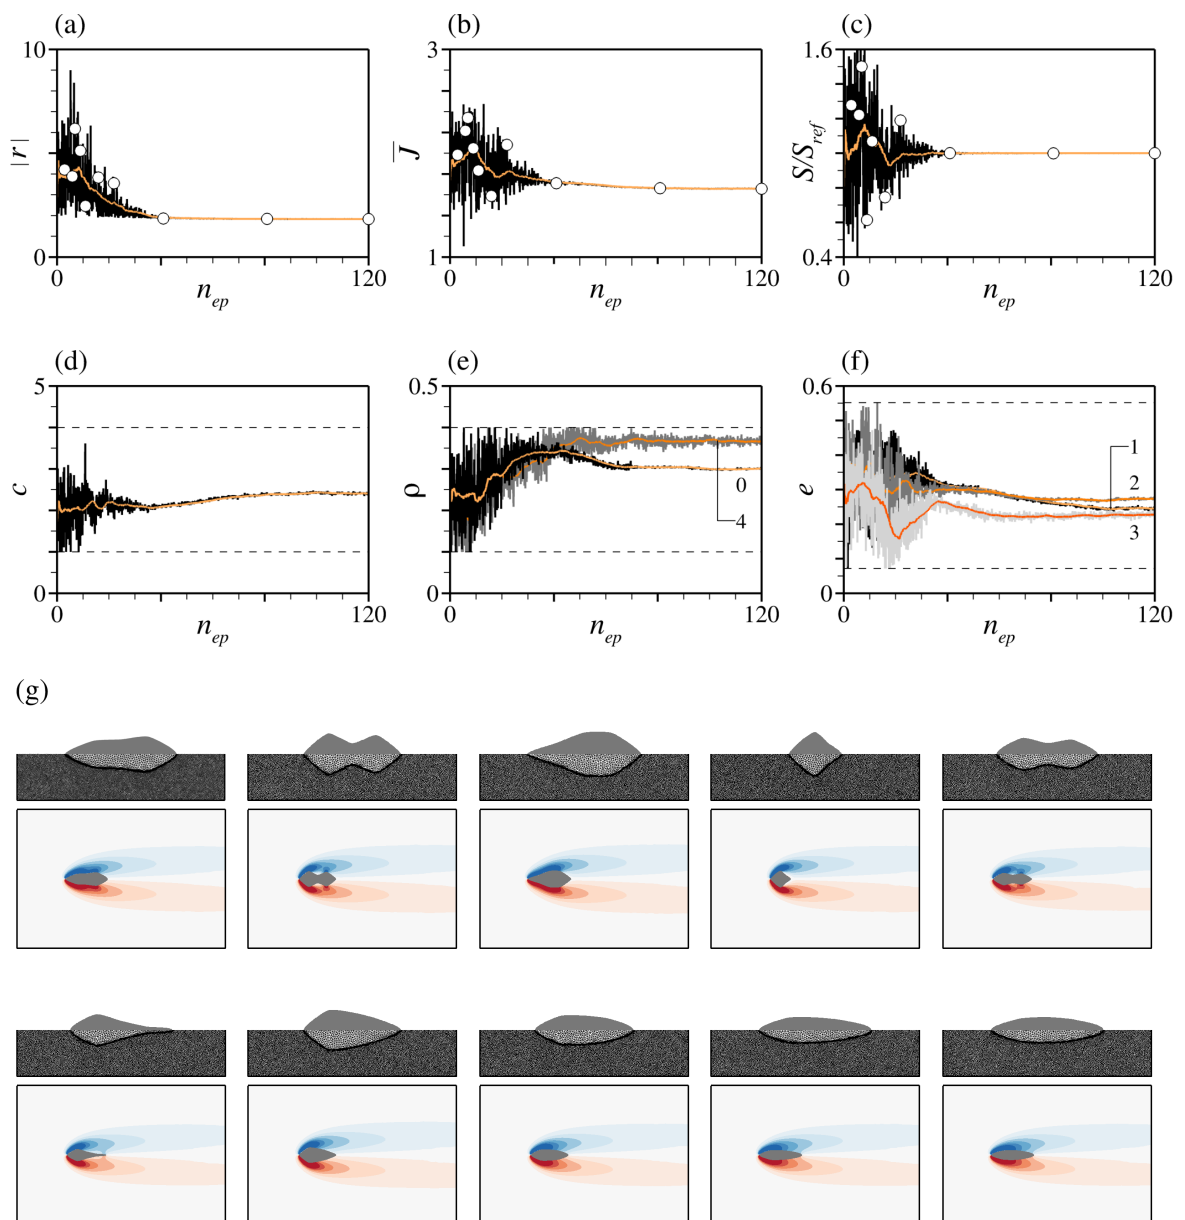 (a) (b) (c)
10 3 1.6
|r| J̅ S/S_ref
0 1 0.4
0 120 0 120 0 120
n_ep n_ep n_ep
(d) (e) (f)
5 0.5 0.6
c ρ e
1
2
0
4
3
0 0 0
0 120 0 120 0 120
n_ep n_ep n_ep
(g)